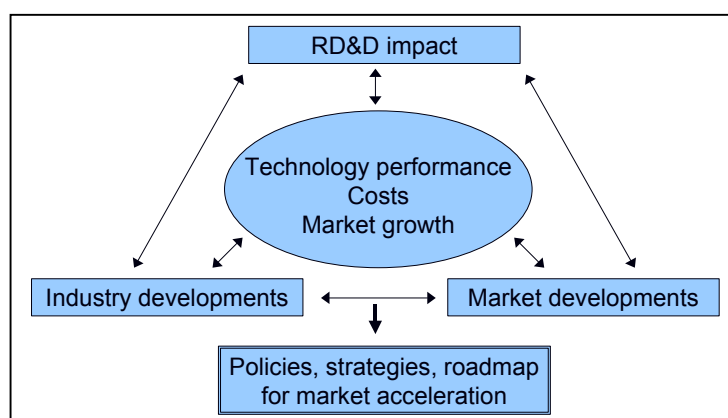 RD&D impact
Technology performance
Costs
Market growth
Industry developments
Market developments
Policies, strategies, roadmap
for market acceleration